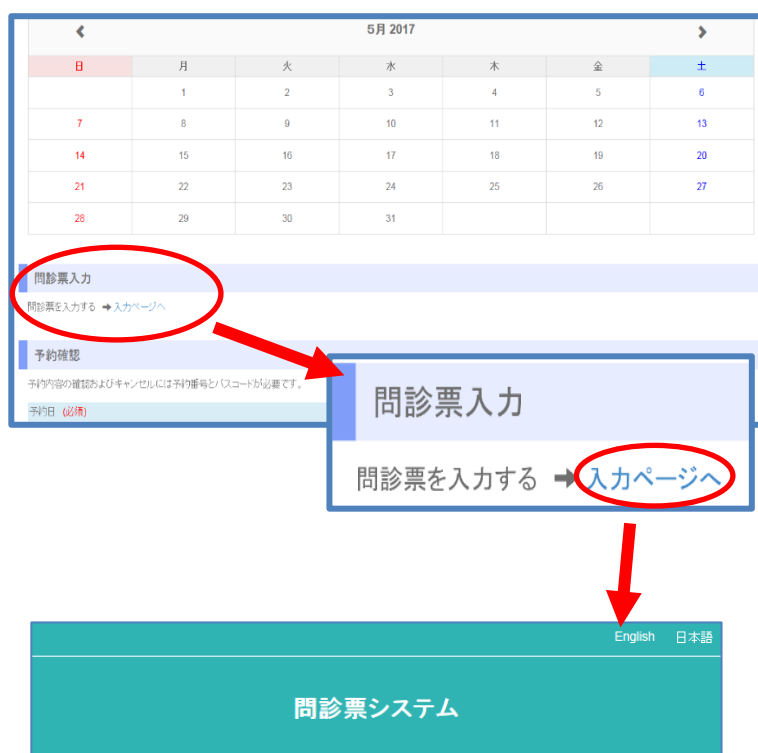 5月 2017
日 月 火 水 木 金 土
1 2 3 4 5 6
7 8 9 10 11 12 13
14 15 16 17 18 19 20
21 22 23 24 25 26 27
28 29 30 31
問診票入力
問診票を入力する ➡ 入力ページへ
予約確認
予約内容の確認およびキャンセルには予約番号とパスコードが必要です。
予約日 (必須)
問診票入力
問診票を入力する ➡ 入力ページへ
English 日本語
問診票システム